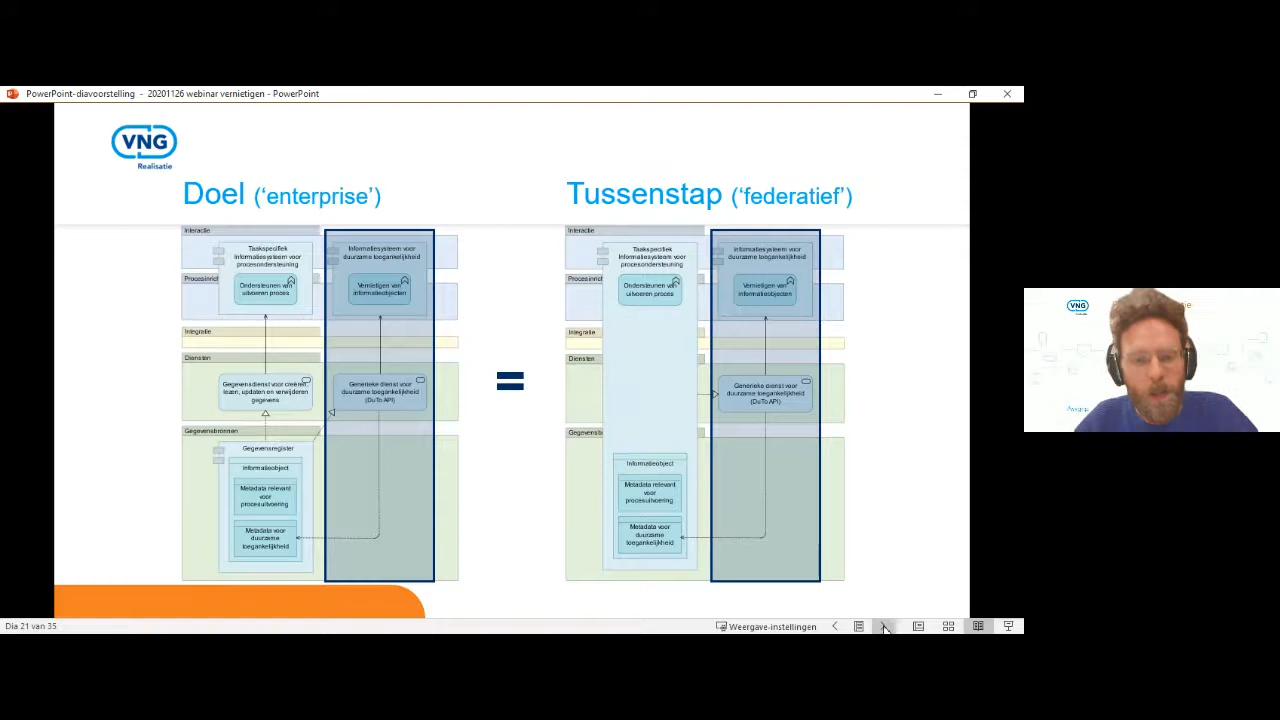 PowerPoint-diavoorstelling - 20201126 webinar vernietigen - PowerPoint
VNG
Realisatie
Doel (‘enterprise’)
Tussenstap (‘federatief’)
Interactie
Taakspecifiek
Informatiesysteem voor
procesondersteuning
Informatiesysteem voor
duurzame toegankelijkheid
Procesinrich
Ondersteunen van
uitvoeren proces
Vernietigen van
informatieobjecten
Integratie
Diensten
Gegevensdienst voor creëren,
lezen, updaten en verwijderen
gegevens
Generieke dienst voor
duurzame toegankelijkheid
(DuTo API)
Gegevensbronnen
Gegevensregister
Informatieobject
Metadata relevant
voor
procesuitvoering
Metadata voor
duurzame
toegankelijkheid
=
Interactie
Taakspecifiek
Informatiesysteem voor
procesondersteuning
Informatiesysteem voor
duurzame toegankelijkheid
Procesinr
Ondersteunen van
uitvoeren proces
Vernietigen van
informatieobjecten
Integratie
Diensten
Generieke dienst voor
duurzame toegankelijkheid
(DuTo API)
Informatieobject
Metadata relevant
voor
procesuitvoering
Metadata voor
duurzame
toegankelijkheid
Dia 21 van 35
Weergave-instellingen
VNG